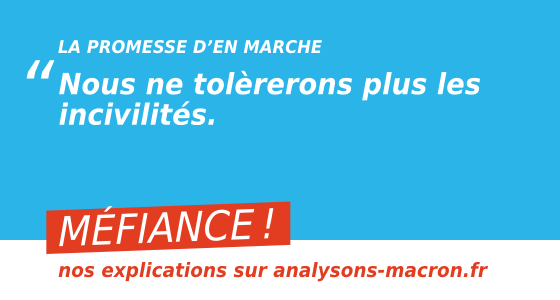 LA PROMESSE D’EN MARCHE
“ Nous ne tolèrerons plus les
incivilités.
MÉFIANCE !
nos explications sur analysons-macron.fr